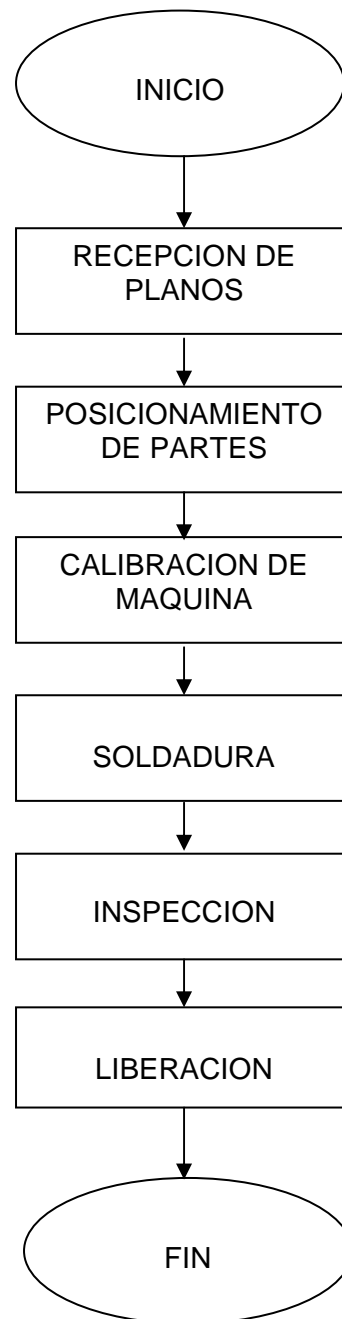 INICIO
RECEPCION DE
PLANOS
POSICIONAMIENTO
DE PARTES
CALIBRACION DE
MAQUINA
SOLDADURA
INSPECCION
LIBERACION
FIN